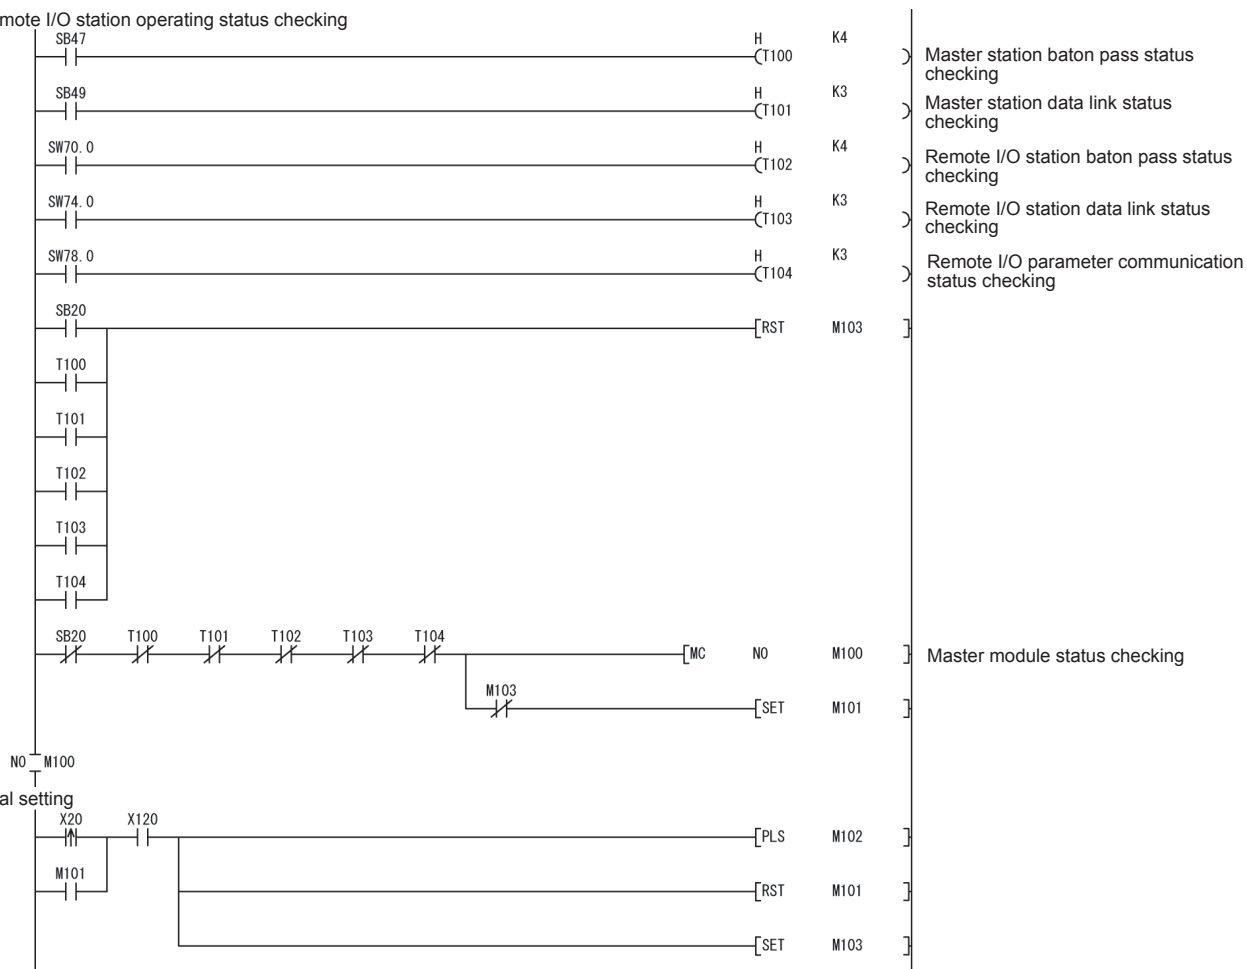 mote I/O station operating status checking
SB47 H K4
T100 Master station baton pass status
checking
SB49 H K3
T101 Master station data link status
checking
SW70.0 H K4
T102 Remote I/O station baton pass status
checking
SW74.0 H K3
T103 Remote I/O station data link status
checking
SW78.0 H K3
T104 Remote I/O parameter communication
status checking
SB20
RST M103
T100
T101
T102
T103
T104
SB20 T100 T101 T102 T103 T104
MC N0 M100 Master module status checking
M103
SET M101
N0 M100
al setting
X20 X120
PLS M102
M101
RST M101
SET M103